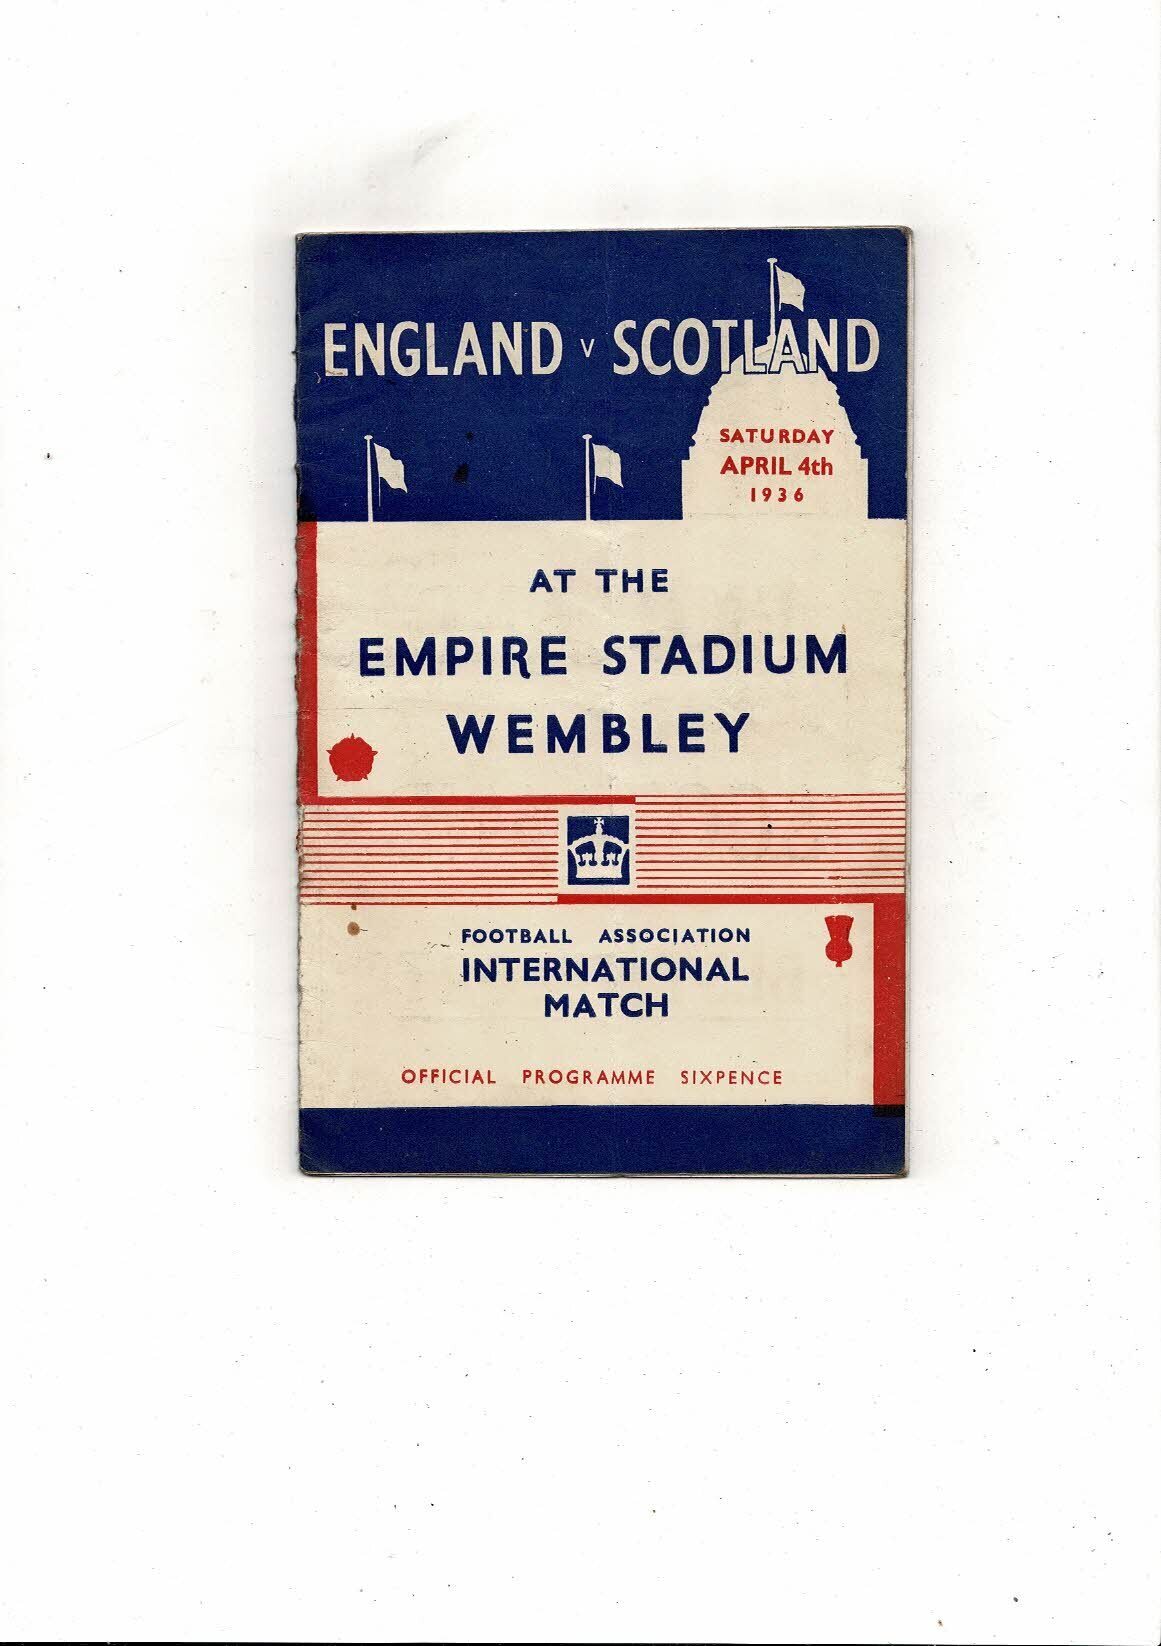 ENGLAND v SCOTLAND
SATURDAY
APRIL 4th
1936
AT THE
EMPIRE STADIUM
WEMBLEY
FOOTBALL ASSOCIATION
INTERNATIONAL
MATCH
OFFICIAL PROGRAMME SIXPENCE